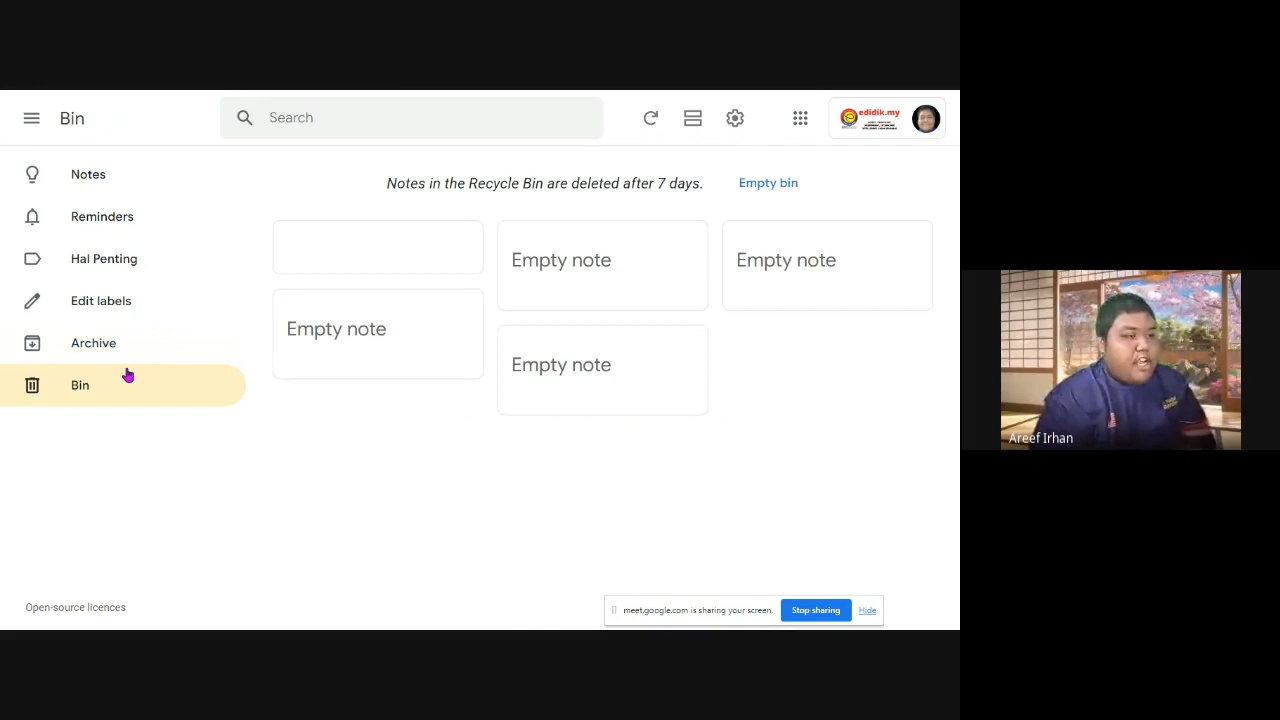 Bin
Search
edidik.my
Notes
Reminders
Hal Penting
Edit labels
Archive
Bin
Notes in the Recycle Bin are deleted after 7 days.
Empty bin
Empty note
Empty note
Empty note
Empty note
Open-source licences
meet.google.com is sharing your screen.
Stop sharing
Hide
Areef Irhan